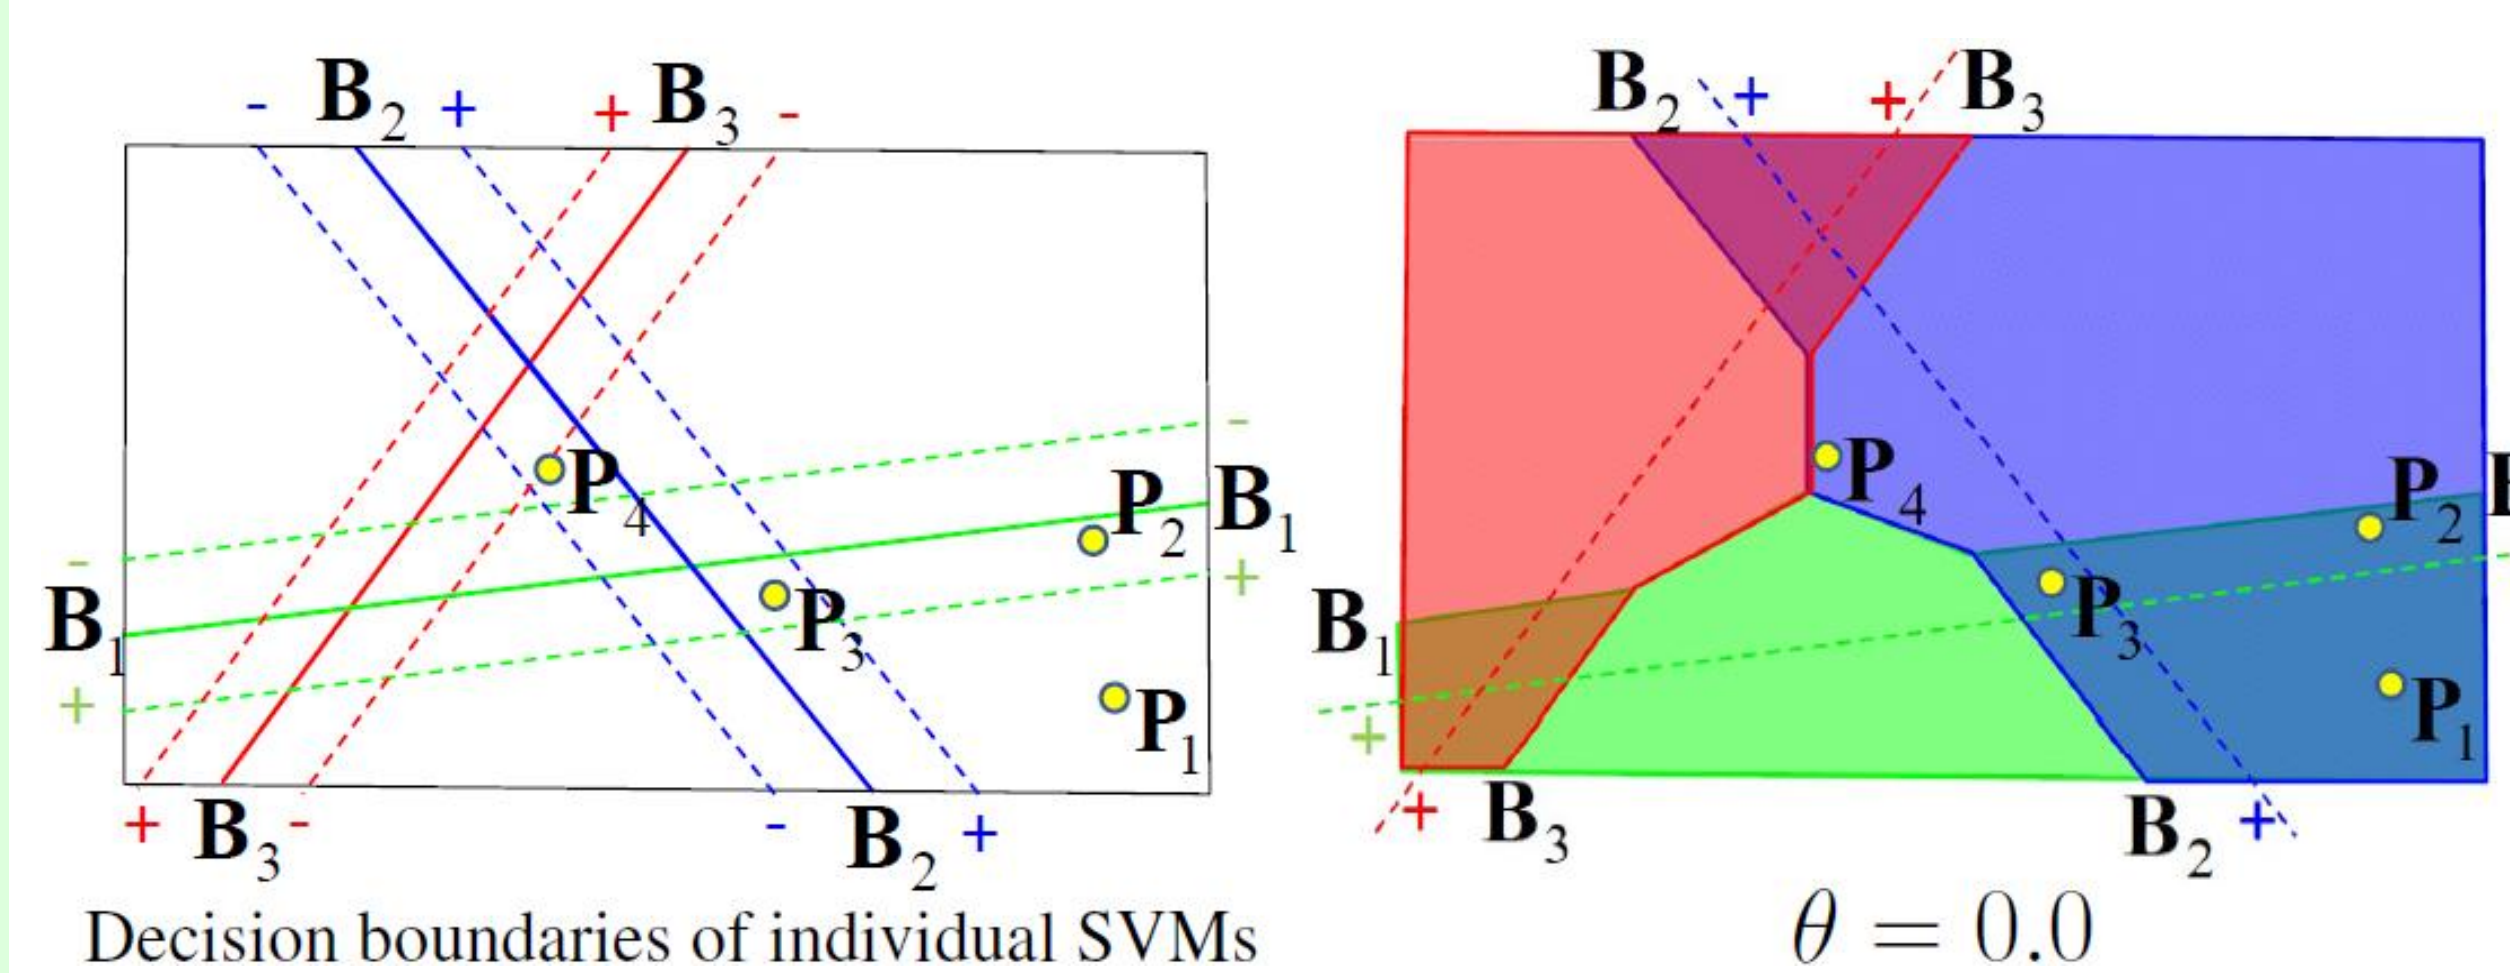 - B2 + + B3 -
B2 + + B3
P4
-
P2 B1
P4
P2
-
B1
+
P3
B1
P3
+
P1
+
P1
+ B3 - - B2 +
+ B3 B2 +
Decision boundaries of individual SVMs
θ = 0.0